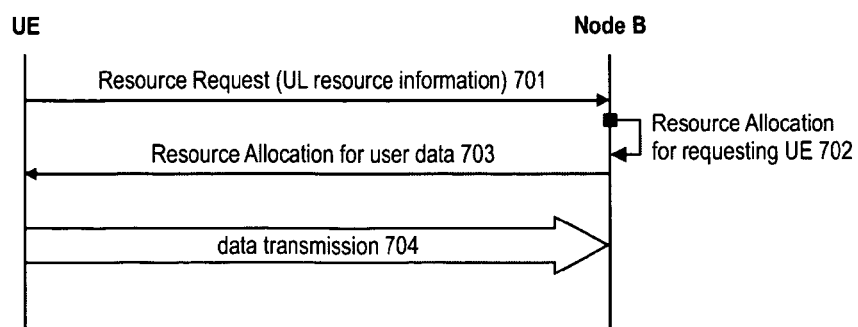 UE
Node B
Resource Request (UL resource information) 701
Resource Allocation
for requesting UE 702
Resource Allocation for user data 703
data transmission 704